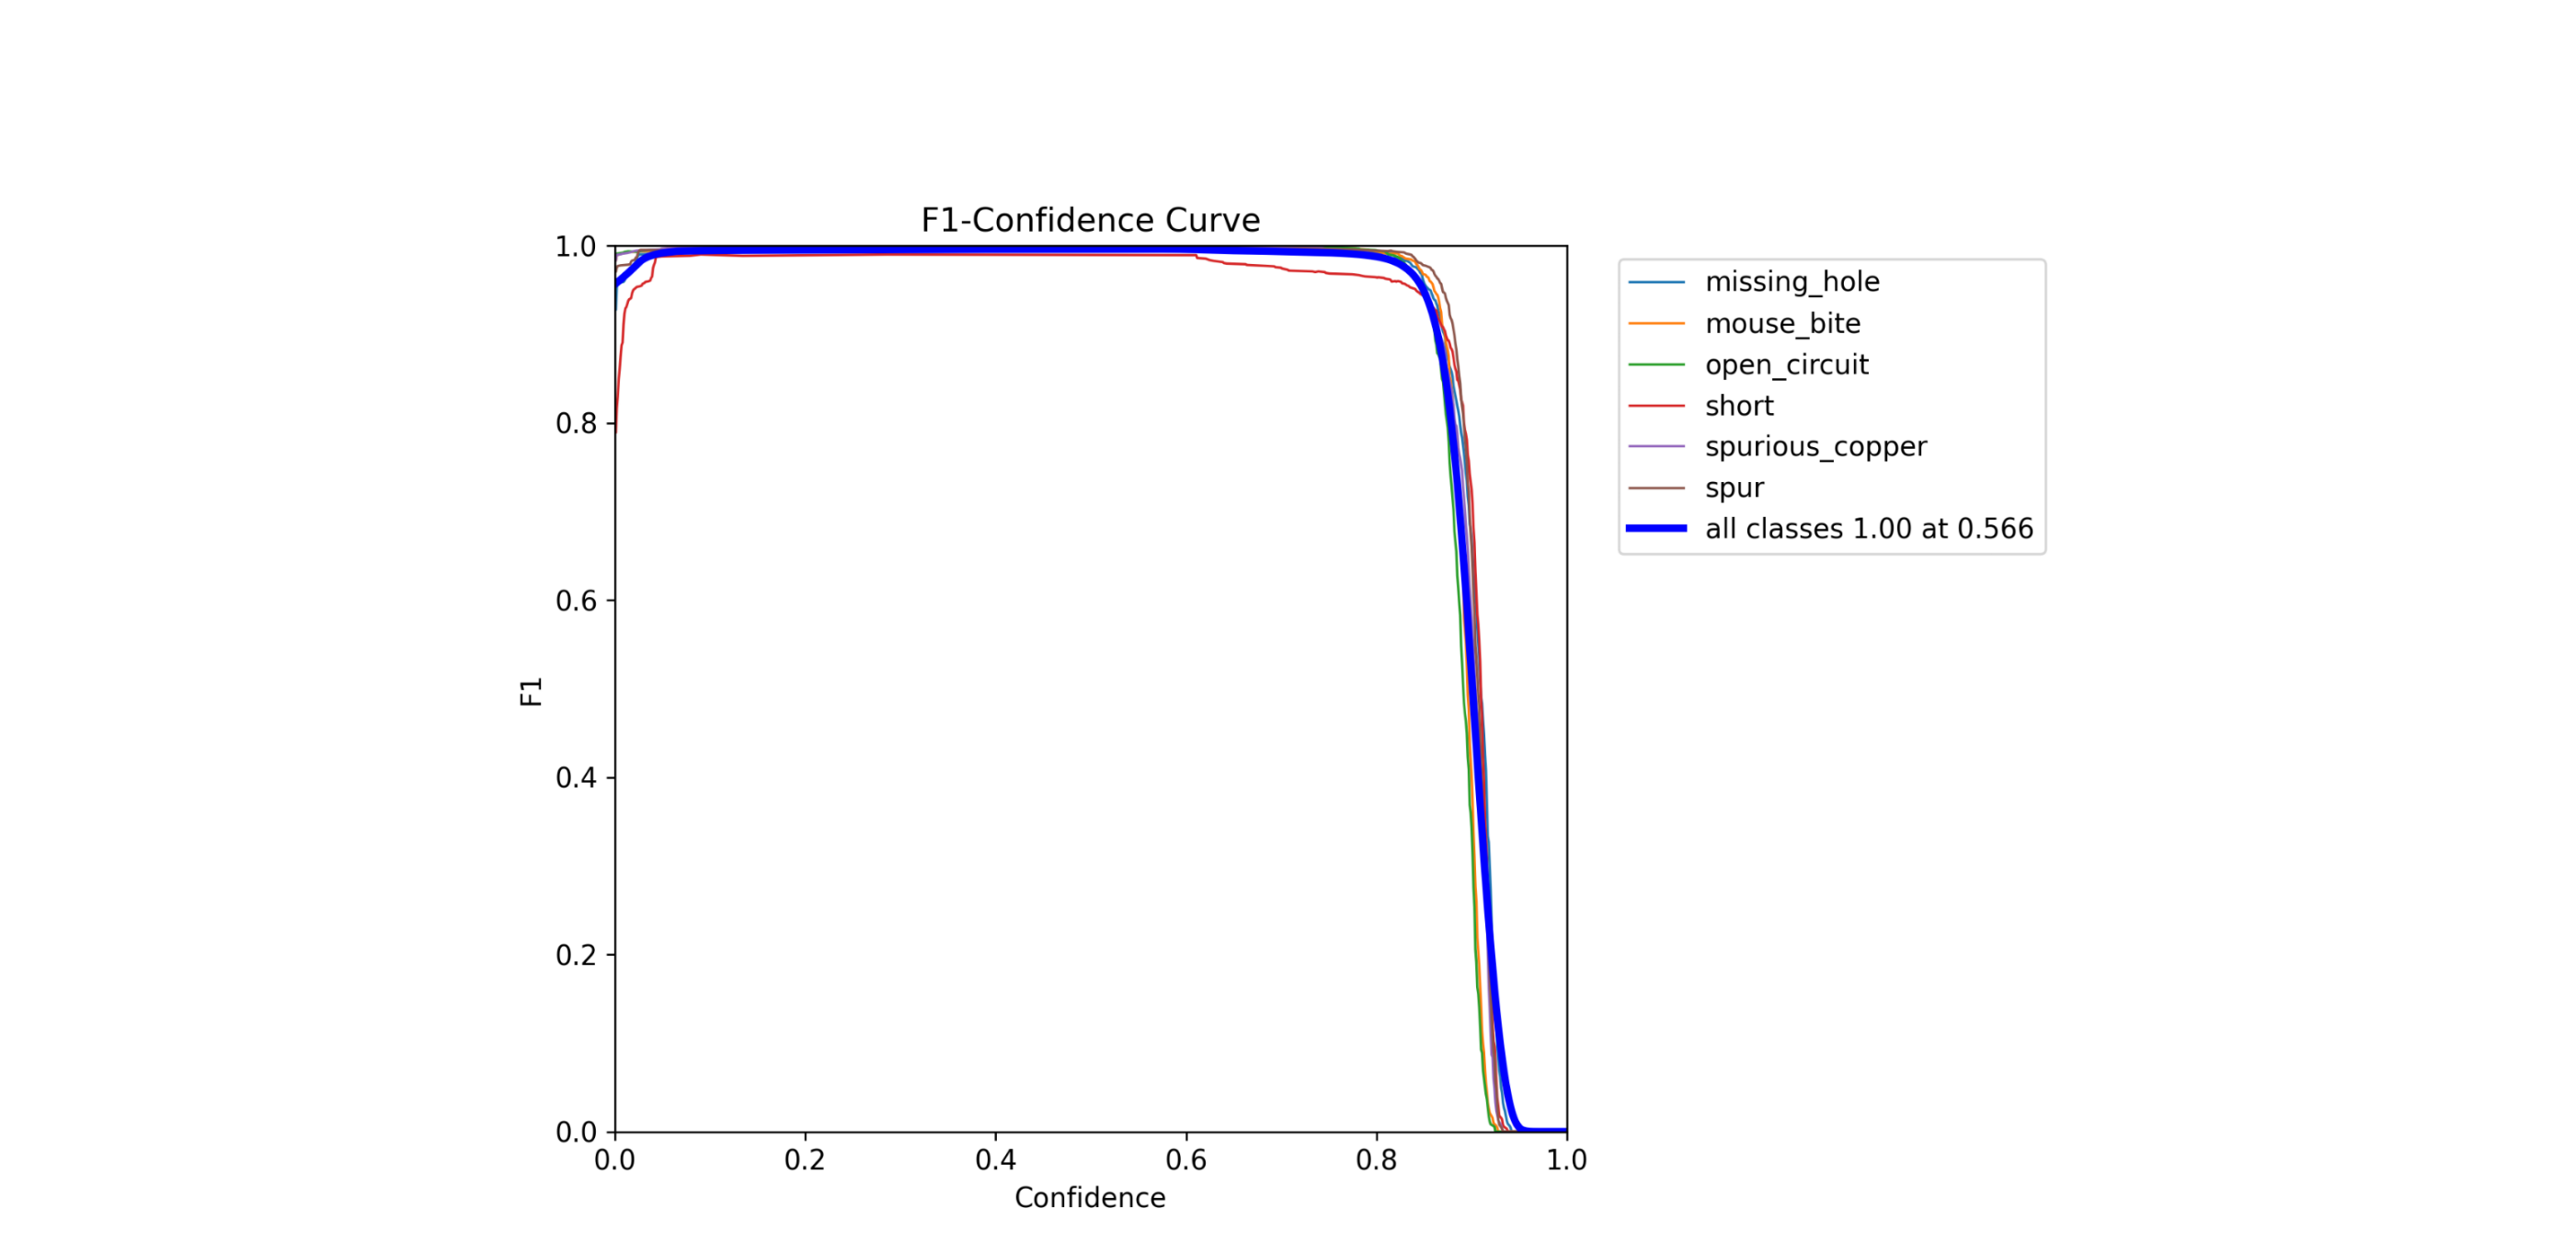 F1-Confidence Curve
1.0
0.8
0.6
0.4
0.2
0.0
F1
0.0 0.2 0.4 0.6 0.8 1.0
Confidence
missing_hole
mouse_bite
open_circuit
short
spurious_copper
spur
all classes 1.00 at 0.566